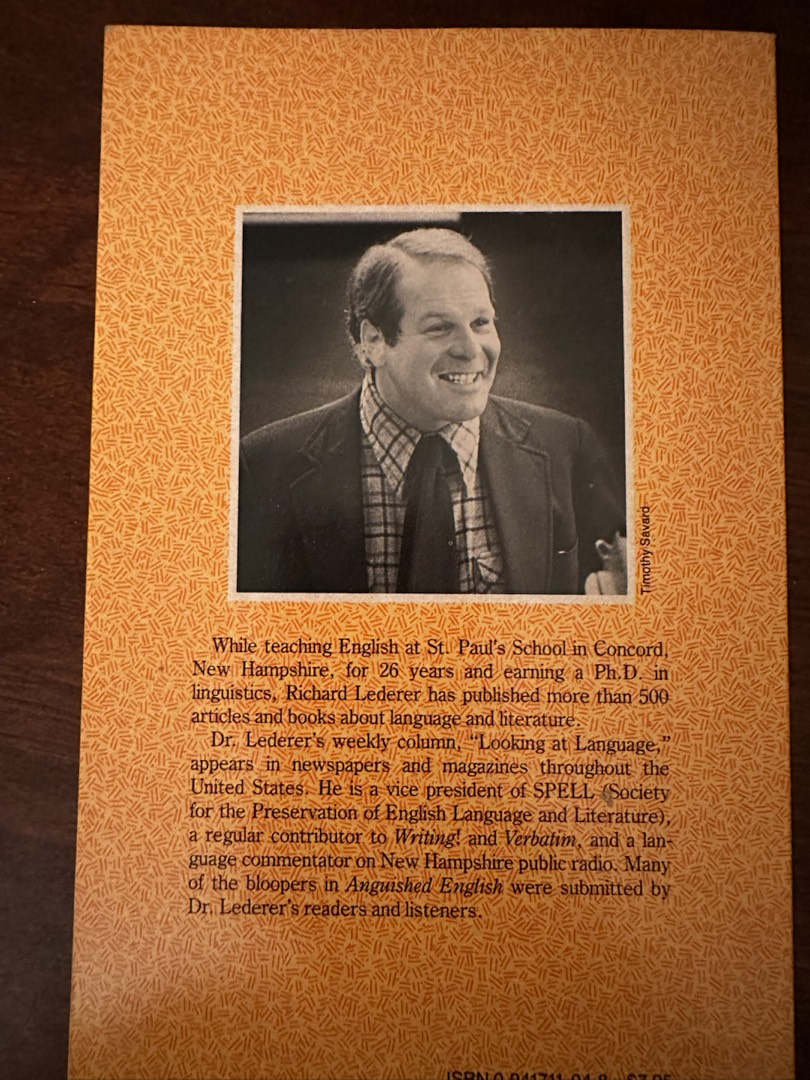 Timothy Savard
While teaching English at St. Paul's School in Concord,
New Hampshire, for 26 years and earning a Ph.D. in
linguistics, Richard Lederer has published more than 500
articles and books about language and literature.
Dr. Lederer's weekly column, "Looking at Language,"
appears in newspapers and magazines throughout the
United States. He is a vice president of SPELL (Society
for the Preservation of English Language and Literature),
a regular contributor to Writing! and Verbatim, and a lan-
guage commentator on New Hampshire public radio. Many
of the bloopers in Anguished English were submitted by
Dr. Lederer's readers and listeners.
ISBN